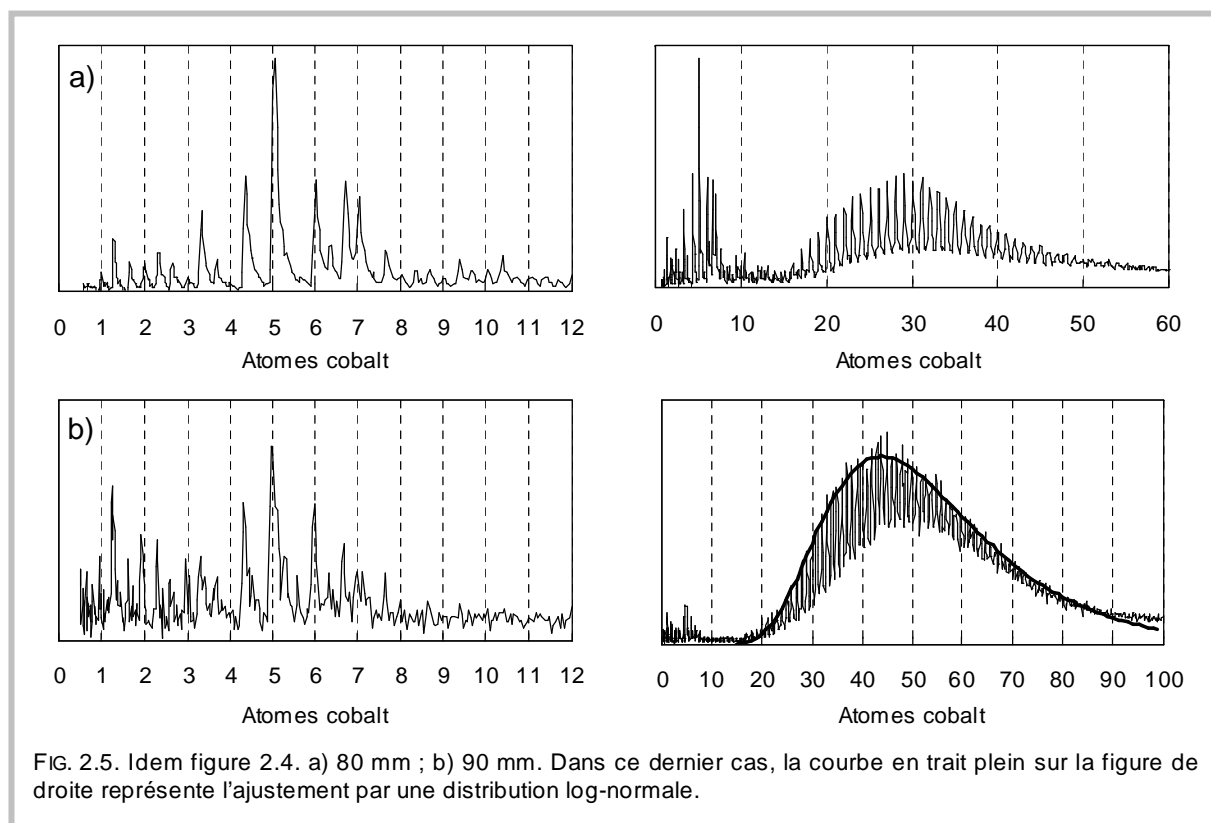 a)
0 1 2 3 4 5 6 7 8 9 10 11 12
Atomes cobalt
0 10 20 30 40 50 60
Atomes cobalt
b)
0 1 2 3 4 5 6 7 8 9 10 11 12
Atomes cobalt
0 10 20 30 40 50 60 70 80 90 100
Atomes cobalt
FIG. 2.5. Idem figure 2.4. a) 80 mm ; b) 90 mm. Dans ce dernier cas, la courbe en trait plein sur la figure de
droite représente l'ajustement par une distribution log-normale.